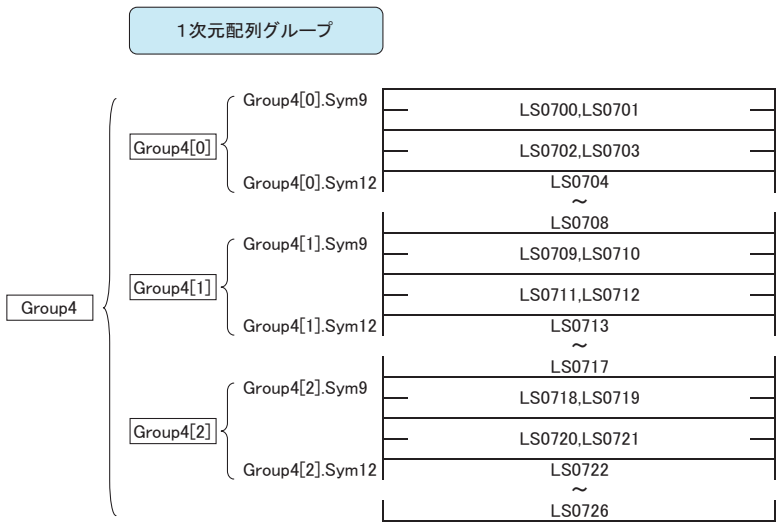 1次元配列グループ
Group4[0].Sym9
LS0700,LS0701
Group4[0]
LS0702,LS0703
Group4[0].Sym12
LS0704
～
LS0708
Group4[1].Sym9
LS0709,LS0710
Group4[1]
LS0711,LS0712
Group4
Group4[1].Sym12
LS0713
～
LS0717
Group4[2].Sym9
LS0718,LS0719
Group4[2]
LS0720,LS0721
Group4[2].Sym12
LS0722
～
LS0726